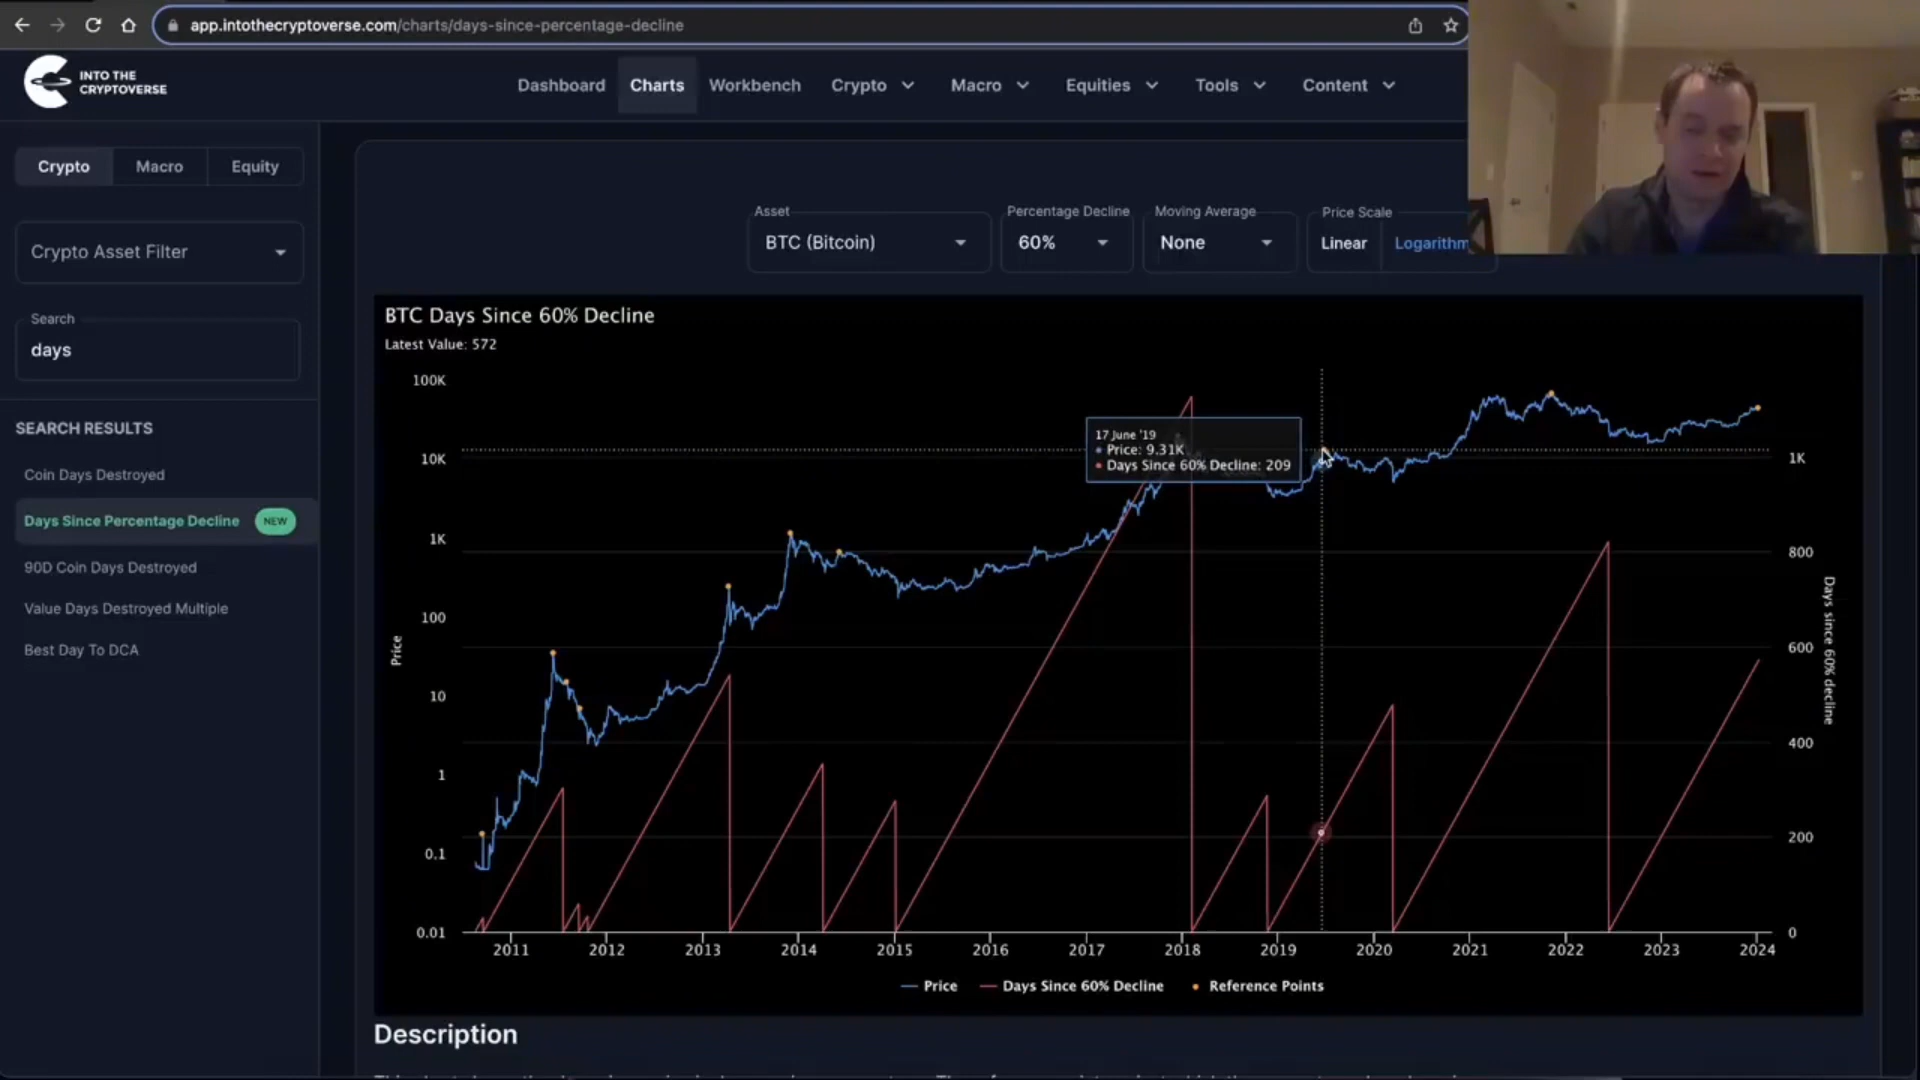 app.intothecryptoverse.com/charts/days-since-percentage-decline
INTO THE
CRYPTOVERSE
Dashboard
Charts
Workbench
Crypto
Macro
Equities
Tools
Content
Crypto
Macro
Equity
Crypto Asset Filter
Search
days
SEARCH RESULTS
Coin Days Destroyed
Days Since Percentage Decline NEW
90D Coin Days Destroyed
Value Days Destroyed Multiple
Best Day To DCA
Asset
BTC (Bitcoin)
Percentage Decline
60%
Moving Average
None
Price Scale
Linear
Logarithm
BTC Days Since 60% Decline
Latest Value: 572
100K
10K
1K
100
10
1
0.1
0.01
Price
17 June '19
Price: 9.31K
Days Since 60% Decline: 209
1K
800
600
400
200
0
Days since 60% decline
2011 2012 2013 2014 2015 2016 2017 2018 2019 2020 2021 2022 2023 2024
Price
Days Since 60% Decline
Reference Points
Description